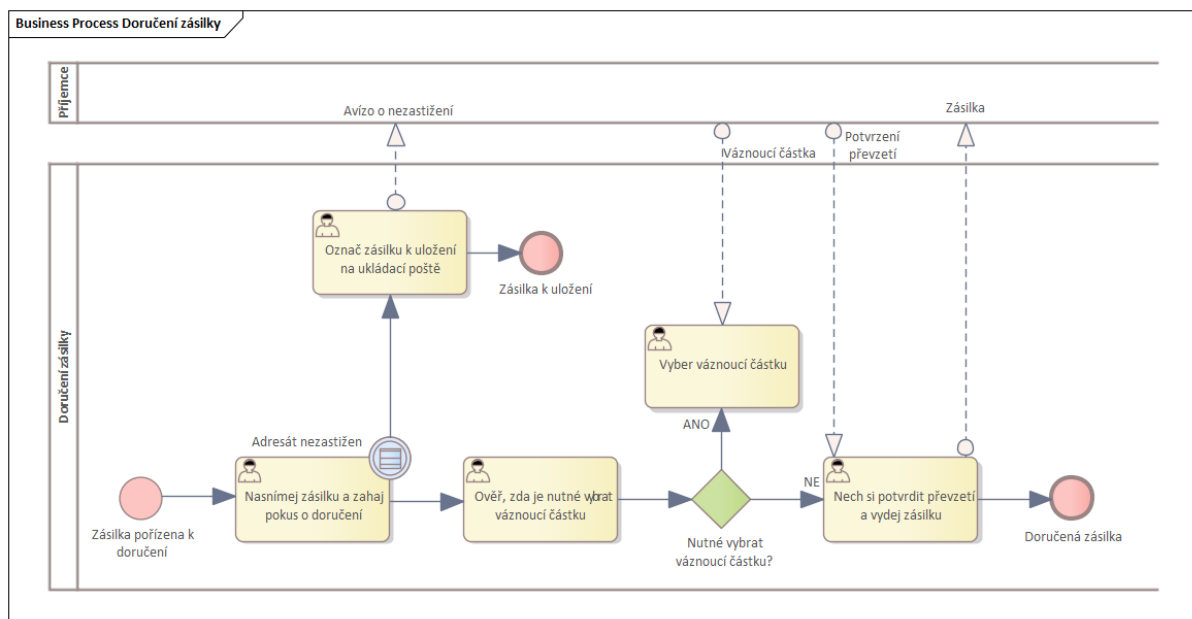 Business Process Doručení zásilky
Příjemce
Avízo o nezastižení
Zásilka
Váznoucí částka
Potvrzení
převzetí
Doručení zásilky
Označ zásilku k uložení
na ukládací poště
Zásilka k uložení
Vyber váznoucí částku
ANO
Adresát nezastižen
Nasnímej zásilku a zahaj
pokus o doručení
Ověř, zda je nutné vybrat
váznoucí částku
NE
Nech si potvrdit převzetí
a vydej zásilku
Zásilka pořízena k
doručení
Nutné vybrat
váznoucí částku?
Doručená zásilka